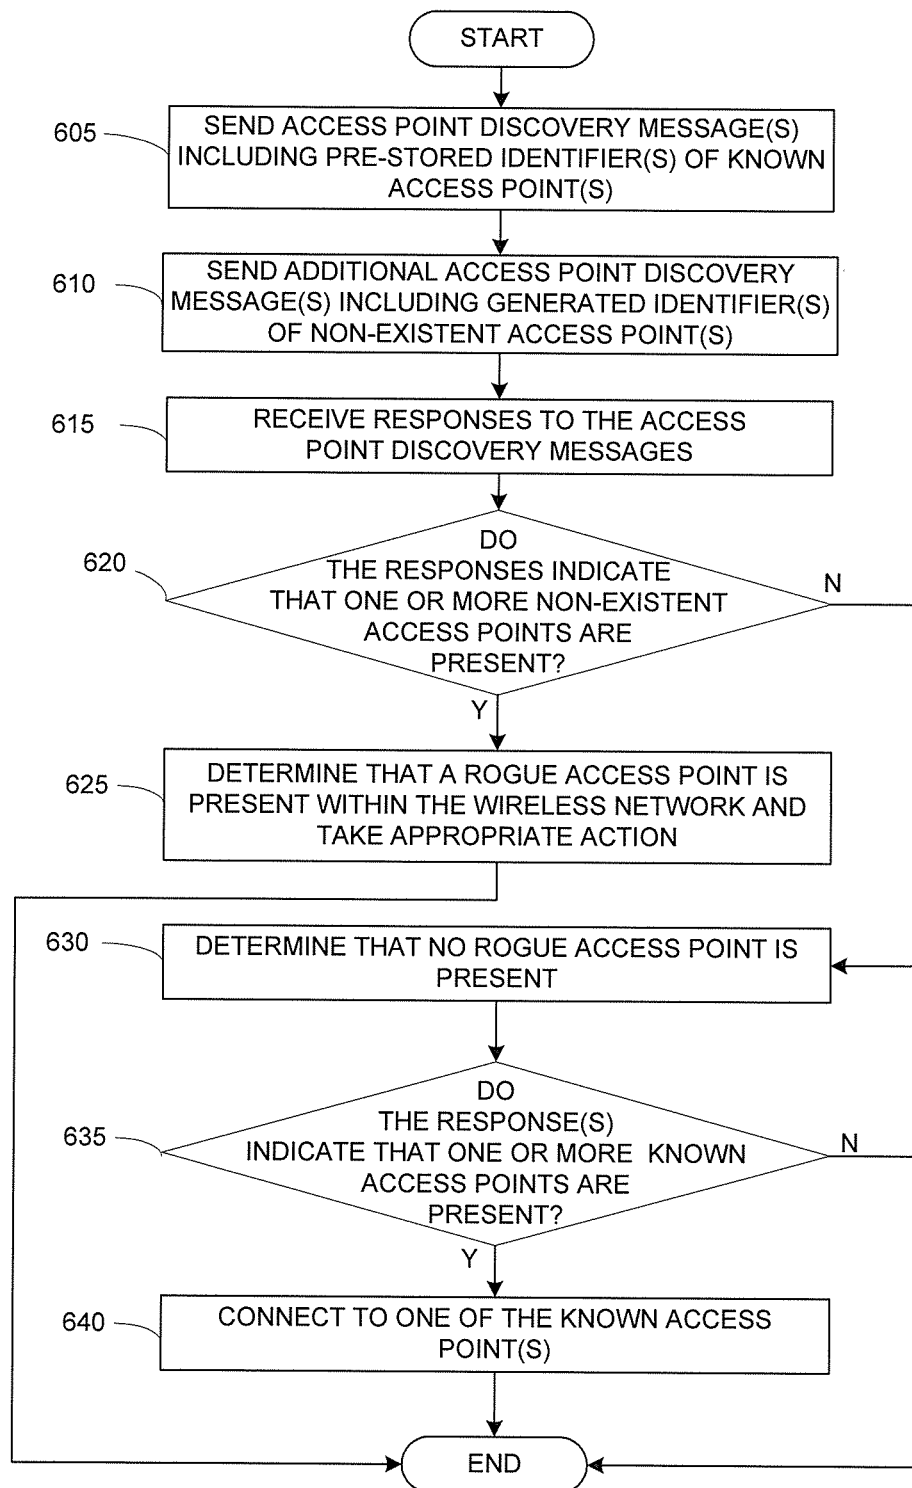 START
605
SEND ACCESS POINT DISCOVERY MESSAGE(S)
INCLUDING PRE-STORED IDENTIFIER(S) OF KNOWN
ACCESS POINT(S)
610
SEND ADDITIONAL ACCESS POINT DISCOVERY
MESSAGE(S) INCLUDING GENERATED IDENTIFIER(S)
OF NON-EXISTENT ACCESS POINT(S)
615
RECEIVE RESPONSES TO THE ACCESS
POINT DISCOVERY MESSAGES
620
DO
THE RESPONSES INDICATE
THAT ONE OR MORE NON-EXISTENT
ACCESS POINTS ARE
PRESENT?
N
Y
625
DETERMINE THAT A ROGUE ACCESS POINT IS
PRESENT WITHIN THE WIRELESS NETWORK AND
TAKE APPROPRIATE ACTION
630
DETERMINE THAT NO ROGUE ACCESS POINT IS
PRESENT
635
DO
THE RESPONSE(S)
INDICATE THAT ONE OR MORE KNOWN
ACCESS POINTS ARE
PRESENT?
N
Y
640
CONNECT TO ONE OF THE KNOWN ACCESS
POINT(S)
END